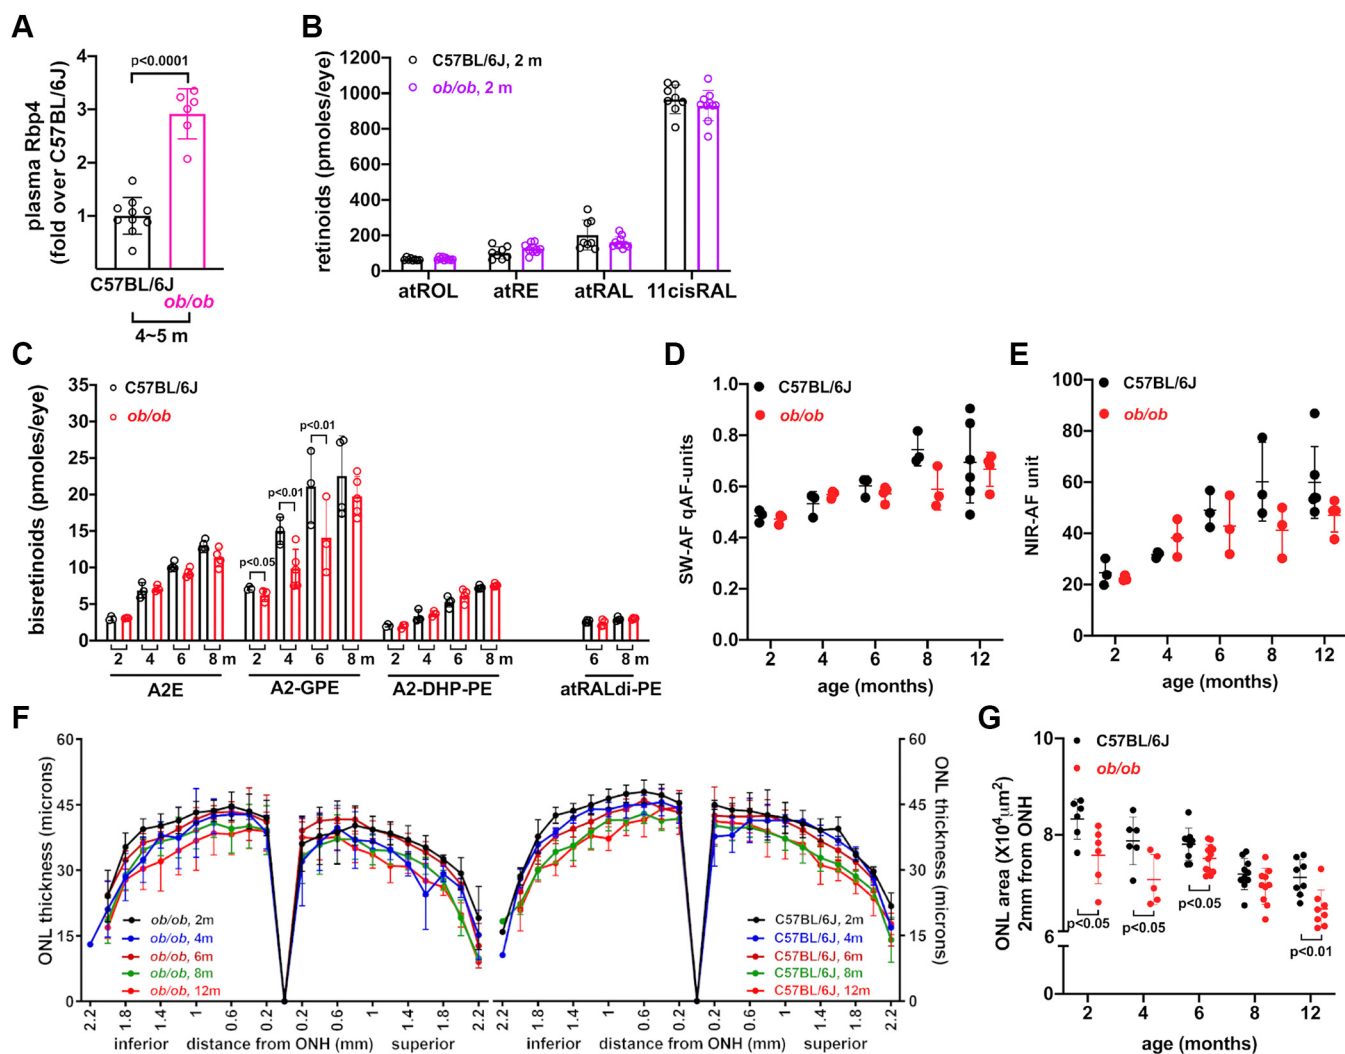 A
plasma Rbp4
(fold over C57BL/6J)
4
3
2
1
p<0.0001
C57BL/6J
ob/ob
4~5 m
B
retinoids (pmoles/eye)
1200
1000
800
600
400
200
0
C57BL/6J, 2 m
ob/ob, 2 m
atROL
atRE
atRAL
11cisRAL
C
bisretinoids (pmoles/eye)
35
30
25
20
15
10
5
0
C57BL/6J
ob/ob
p<0.05
p<0.01
p<0.01
2 4 6 8 m
2 4 6 8 m
2 4 6 8 m
6 8 m
A2E
A2-GPE
A2-DHP-PE
atRALdi-PE
D
SW-AF qAF-units
1.0
0.8
0.6
0.4
0.2
0.0
C57BL/6J
ob/ob
2 4 6 8 12
age (months)
E
NIR-AF unit
100
80
60
40
20
0
C57BL/6J
ob/ob
2 4 6 8 12
age (months)
F
ONL thickness (microns)
60
45
30
15
0
ob/ob, 2m
ob/ob, 4m
ob/ob, 6m
ob/ob, 8m
ob/ob, 12m
2.2 1.8 1.4 1 0.6 0.2 0.2 0.6 1 1.4 1.8 2.2
inferior distance from ONH (mm) superior
C57BL/6J, 2m
C57BL/6J, 4m
C57BL/6J, 6m
C57BL/6J, 8m
C57BL/6J, 12m
2.2 1.8 1.4 1 0.6 0.2 0.2 0.6 1 1.4 1.8 2.2
inferior distance from ONH (mm) superior
60
45
30
15
0
ONL thickness (microns)
G
ONL area (X10⁴µm²)
2mm from ONH
10
8
6
0
C57BL/6J
ob/ob
p<0.05
p<0.05
p<0.05
p<0.01
2 4 6 8 12
age (months)